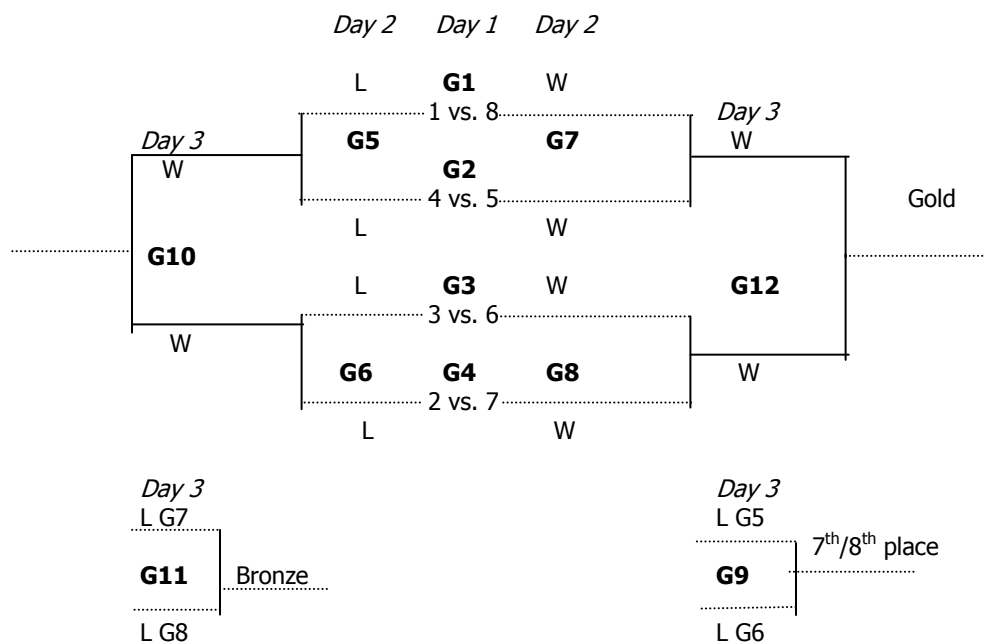 Day 2 Day 1 Day 2
L G1 W
1 vs. 8
Day 3 Day 3
G5 G7 W
W G2
4 vs. 5
Gold
L W
G10
L G3 W G12
3 vs. 6
W
G6 G4 G8 W
2 vs. 7
L W
Day 3 Day 3
L G7 L G5
7th/8th place
G11 Bronze G9
L G8 L G6